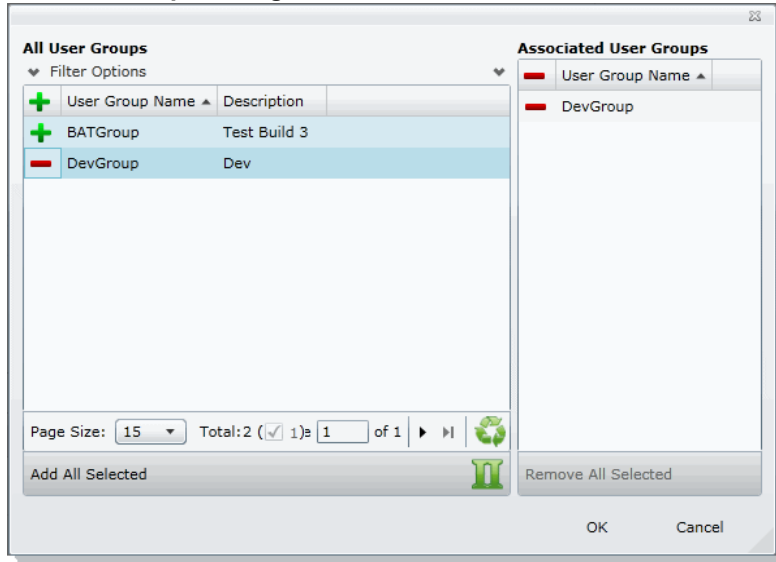 All User Groups
Filter Options
User Group Name Description
BATGroup Test Build 3
DevGroup Dev
Page Size: 15 Total:2 ( 1) 1 of 1
Add All Selected
Associated User Groups
User Group Name
DevGroup
Remove All Selected
OK Cancel